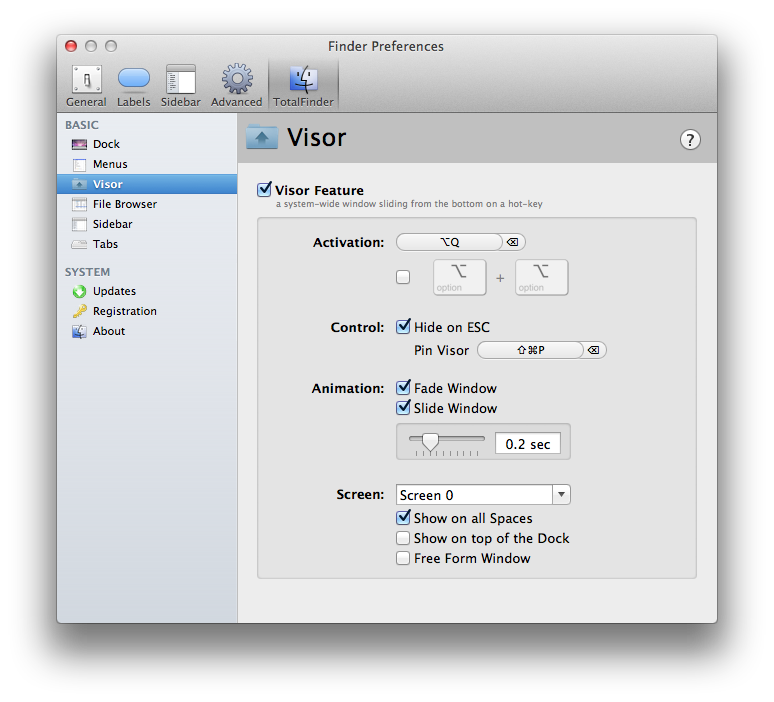 Finder Preferences
General Labels Sidebar Advanced TotalFinder
BASIC
Dock
Menus
Visor
File Browser
Sidebar
Tabs
SYSTEM
Updates
Registration
About
Visor
?
Visor Feature
a system-wide window sliding from the bottom on a hot-key
Activation: ⌥Q ⌫
⌥ option + ⌥ option
Control: Hide on ESC
Pin Visor ⇧⌘P ⌫
Animation: Fade Window
Slide Window
0.2 sec
Screen: Screen 0
Show on all Spaces
Show on top of the Dock
Free Form Window